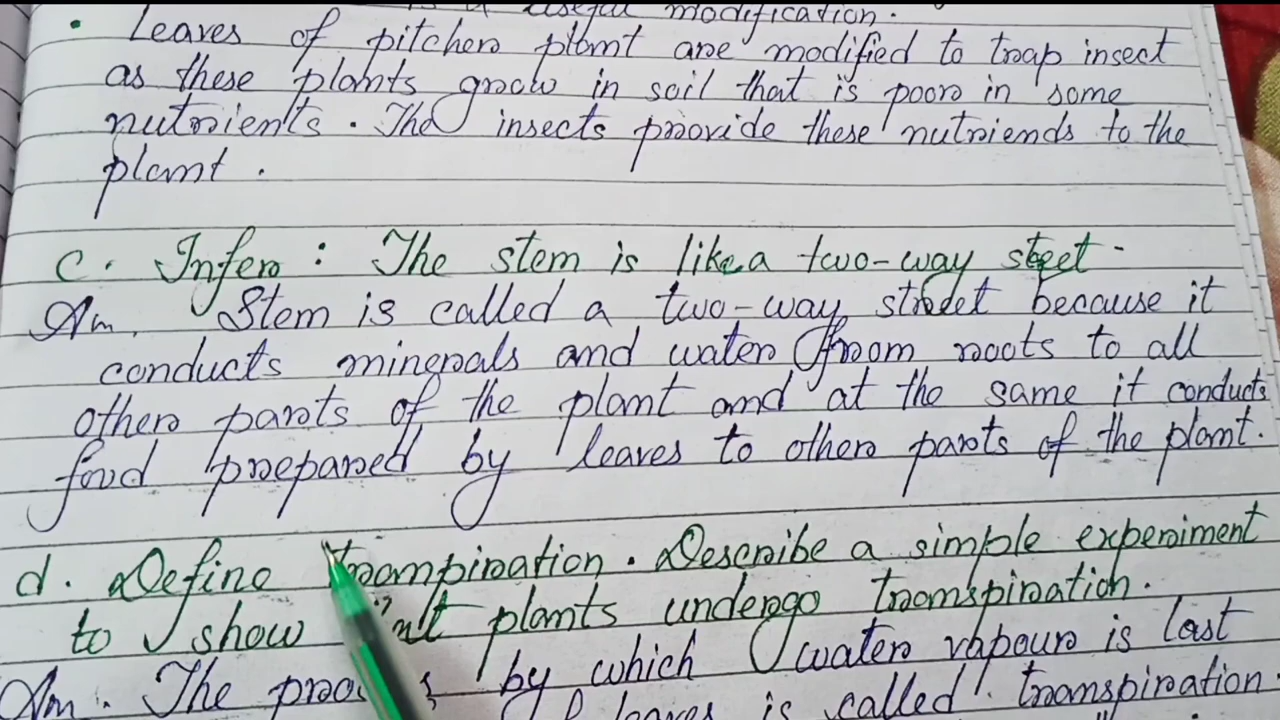 is a useful modification.
• Leaves of pitcher plant are modified to trap insect
as these plants grow in soil that is poor in some
nutrients. The insects provide these nutriends to the
plant.
C. Infer: The stem is like a two-way street.
An. Stem is called a two-way street because it
conducts minerals and water from roots to all
other parts of the plant and at the same it conducts
food prepared by leaves to other parts of the plant.
d. Define transpiration. Describe a simple experiment
to show plants undergo transpiration.
An. The by which water vapour is lost
leaves is called transpiration.